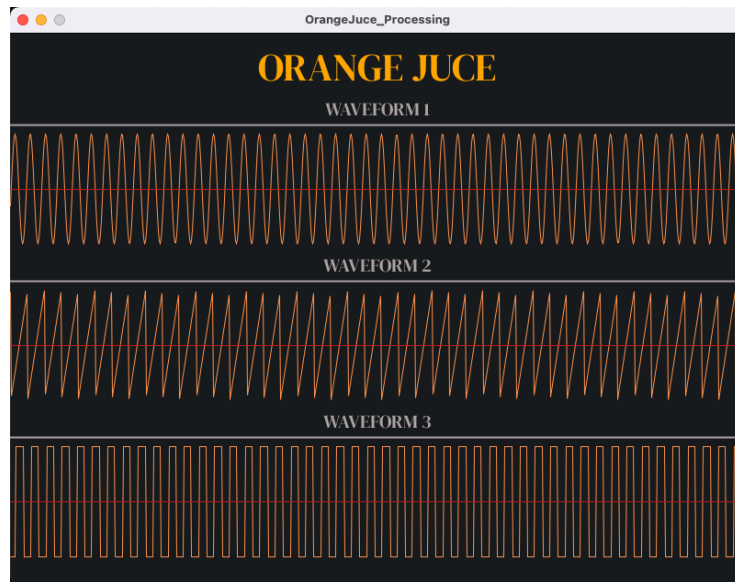 OrangeJuce_Processing
ORANGE JUCE
WAVEFORM 1
WAVEFORM 2
WAVEFORM 3